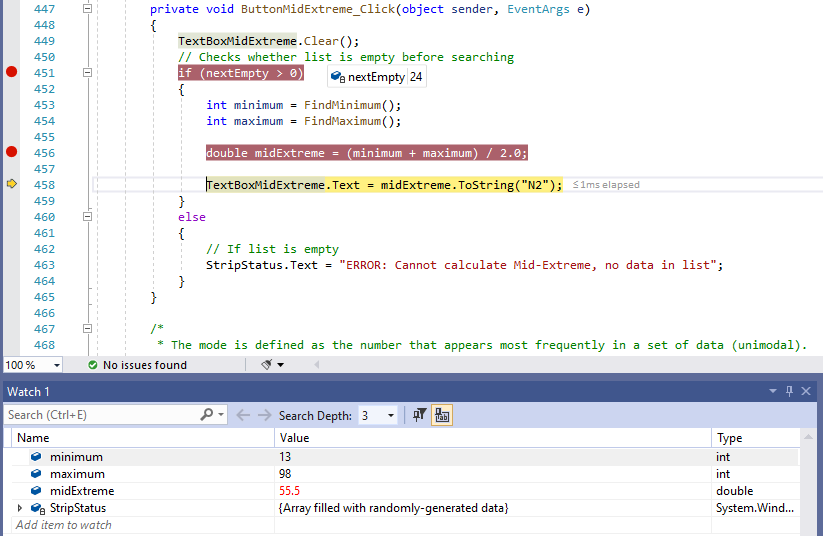 447 private void ButtonMidExtreme_Click(object sender, EventArgs e)
448 {
449 TextBoxMidExtreme.Clear();
450 // Checks whether list is empty before searching
451 if (nextEmpty > 0) nextEmpty 24
452 {
453 int minimum = FindMinimum();
454 int maximum = FindMaximum();
455
456 double midExtreme = (minimum + maximum) / 2.0;
457
458 TextBoxMidExtreme.Text = midExtreme.ToString("N2"); ≤1ms elapsed
459 }
460 else
461 {
462 // If list is empty
463 StripStatus.Text = "ERROR: Cannot calculate Mid-Extreme, no data in list";
464 }
465 }
466
467 /*
468 * The mode is defined as the number that appears most frequently in a set of data (unimodal).
100 % No issues found
Watch 1
Search (Ctrl+E) Search Depth: 3
Name Value Type
minimum 13 int
maximum 98 int
midExtreme 55.5 double
StripStatus {Array filled with randomly-generated data} System.Wind...
Add item to watch